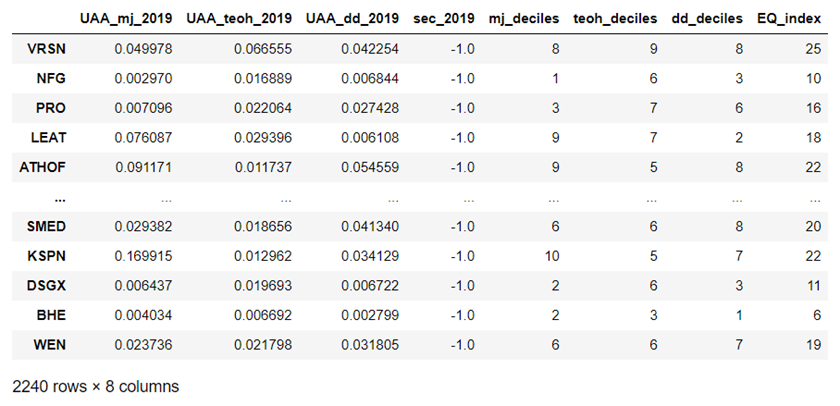 UAA_mj_2019 UAA_teoh_2019 UAA_dd_2019 sec_2019 mj_deciles teoh_deciles dd_deciles EQ_index
VRSN 0.049978 0.066555 0.042254 -1.0 8 9 8 25
NFG 0.002970 0.016889 0.006844 -1.0 1 6 3 10
PRO 0.007096 0.022064 0.027428 -1.0 3 7 6 16
LEAT 0.076087 0.029396 0.006108 -1.0 9 7 2 18
ATHOF 0.091171 0.011737 0.054559 -1.0 9 5 8 22
... ... ... ... ... ... ... ... ...
SMED 0.029382 0.018656 0.041340 -1.0 6 6 8 20
KSPN 0.169915 0.012962 0.034129 -1.0 10 5 7 22
DSGX 0.006437 0.019693 0.006722 -1.0 2 6 3 11
BHE 0.004034 0.006692 0.002799 -1.0 2 3 1 6
WEN 0.023736 0.021798 0.031805 -1.0 6 6 7 19
2240 rows × 8 columns